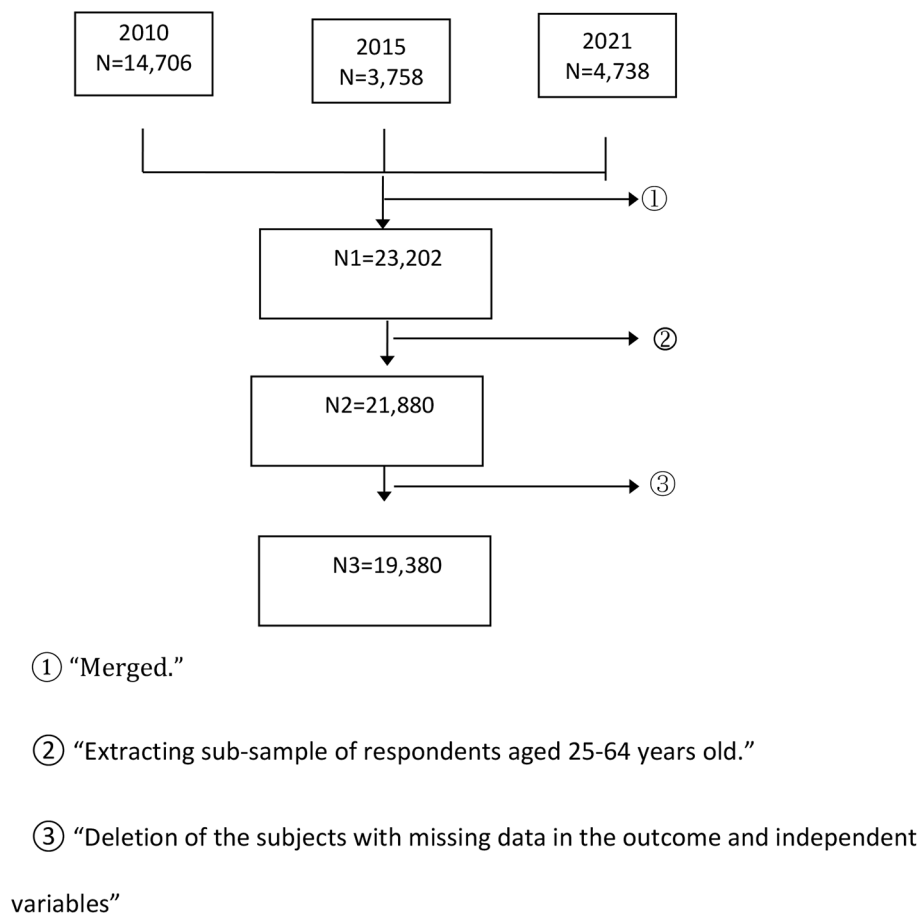 2010
N=14,706
2015
N=3,758
2021
N=4,738
①
N1=23,202
②
N2=21,880
③
N3=19,380
① “Merged.”
② “Extracting sub-sample of respondents aged 25-64 years old.”
③ “Deletion of the subjects with missing data in the outcome and independent
variables”